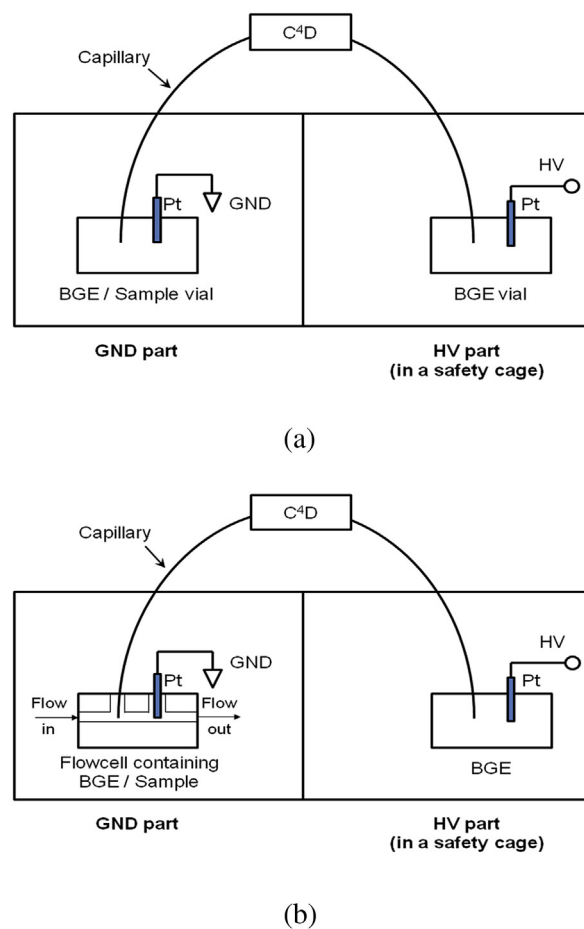 C⁴D
Capillary
HV
Pt
GND
Pt
BGE / Sample vial
BGE vial
GND part
HV part
(in a safety cage)
(a)
C⁴D
Capillary
HV
GND
Pt
Pt
Flow
Flow
in
out
Flowcell containing
BGE / Sample
BGE
GND part
HV part
(in a safety cage)
(b)